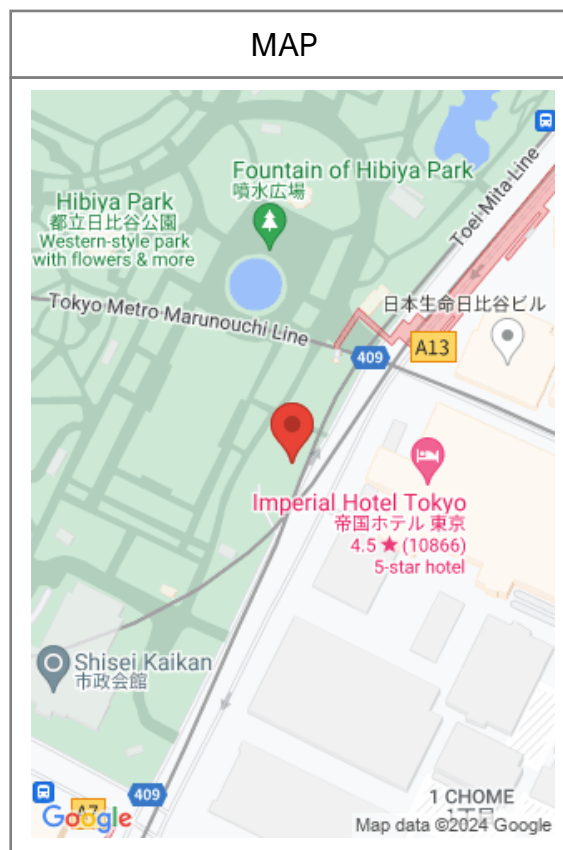 MAP
Fountain of Hibiya Park
噴水広場
Hibiya Park
都立日比谷公園
Western-style park
with flowers & more
Toei Mita Line
Tokyo Metro Marunouchi Line
日本生命日比谷ビル
409
A13
Imperial Hotel Tokyo
帝国ホテル 東京
4.5 ★ (10866)
5-star hotel
Shisei Kaikan
市政会館
409
Google
1 CHOME
Map data ©2024 Google